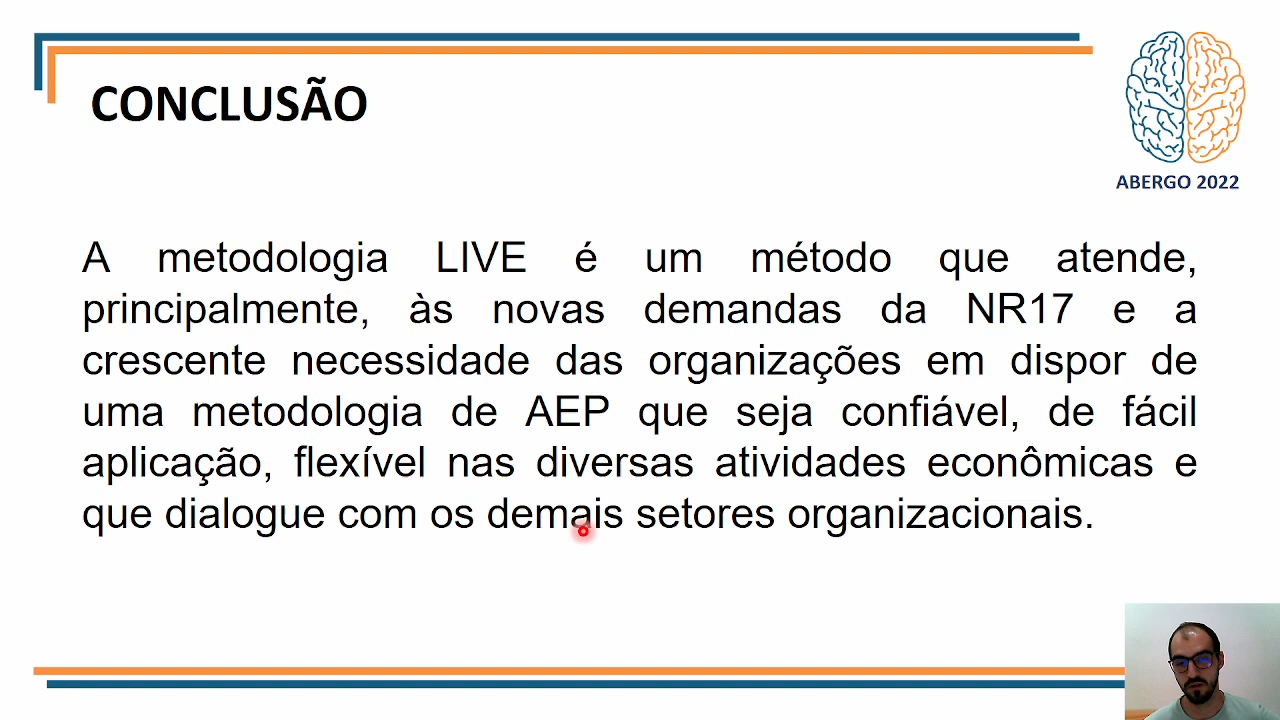 CONCLUSÃO
ABERGO 2022
A metodologia LIVE é um método que atende,
principalmente, às novas demandas da NR17 e a
crescente necessidade das organizações em dispor de
uma metodologia de AEP que seja confiável, de fácil
aplicação, flexível nas diversas atividades econômicas e
que dialogue com os demais setores organizacionais.